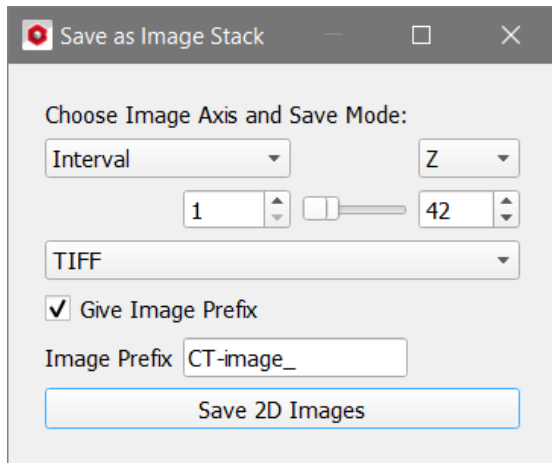 Save as Image Stack
Choose Image Axis and Save Mode:
Interval Z
1 42
TIFF
Give Image Prefix
Image Prefix CT-image_
Save 2D Images